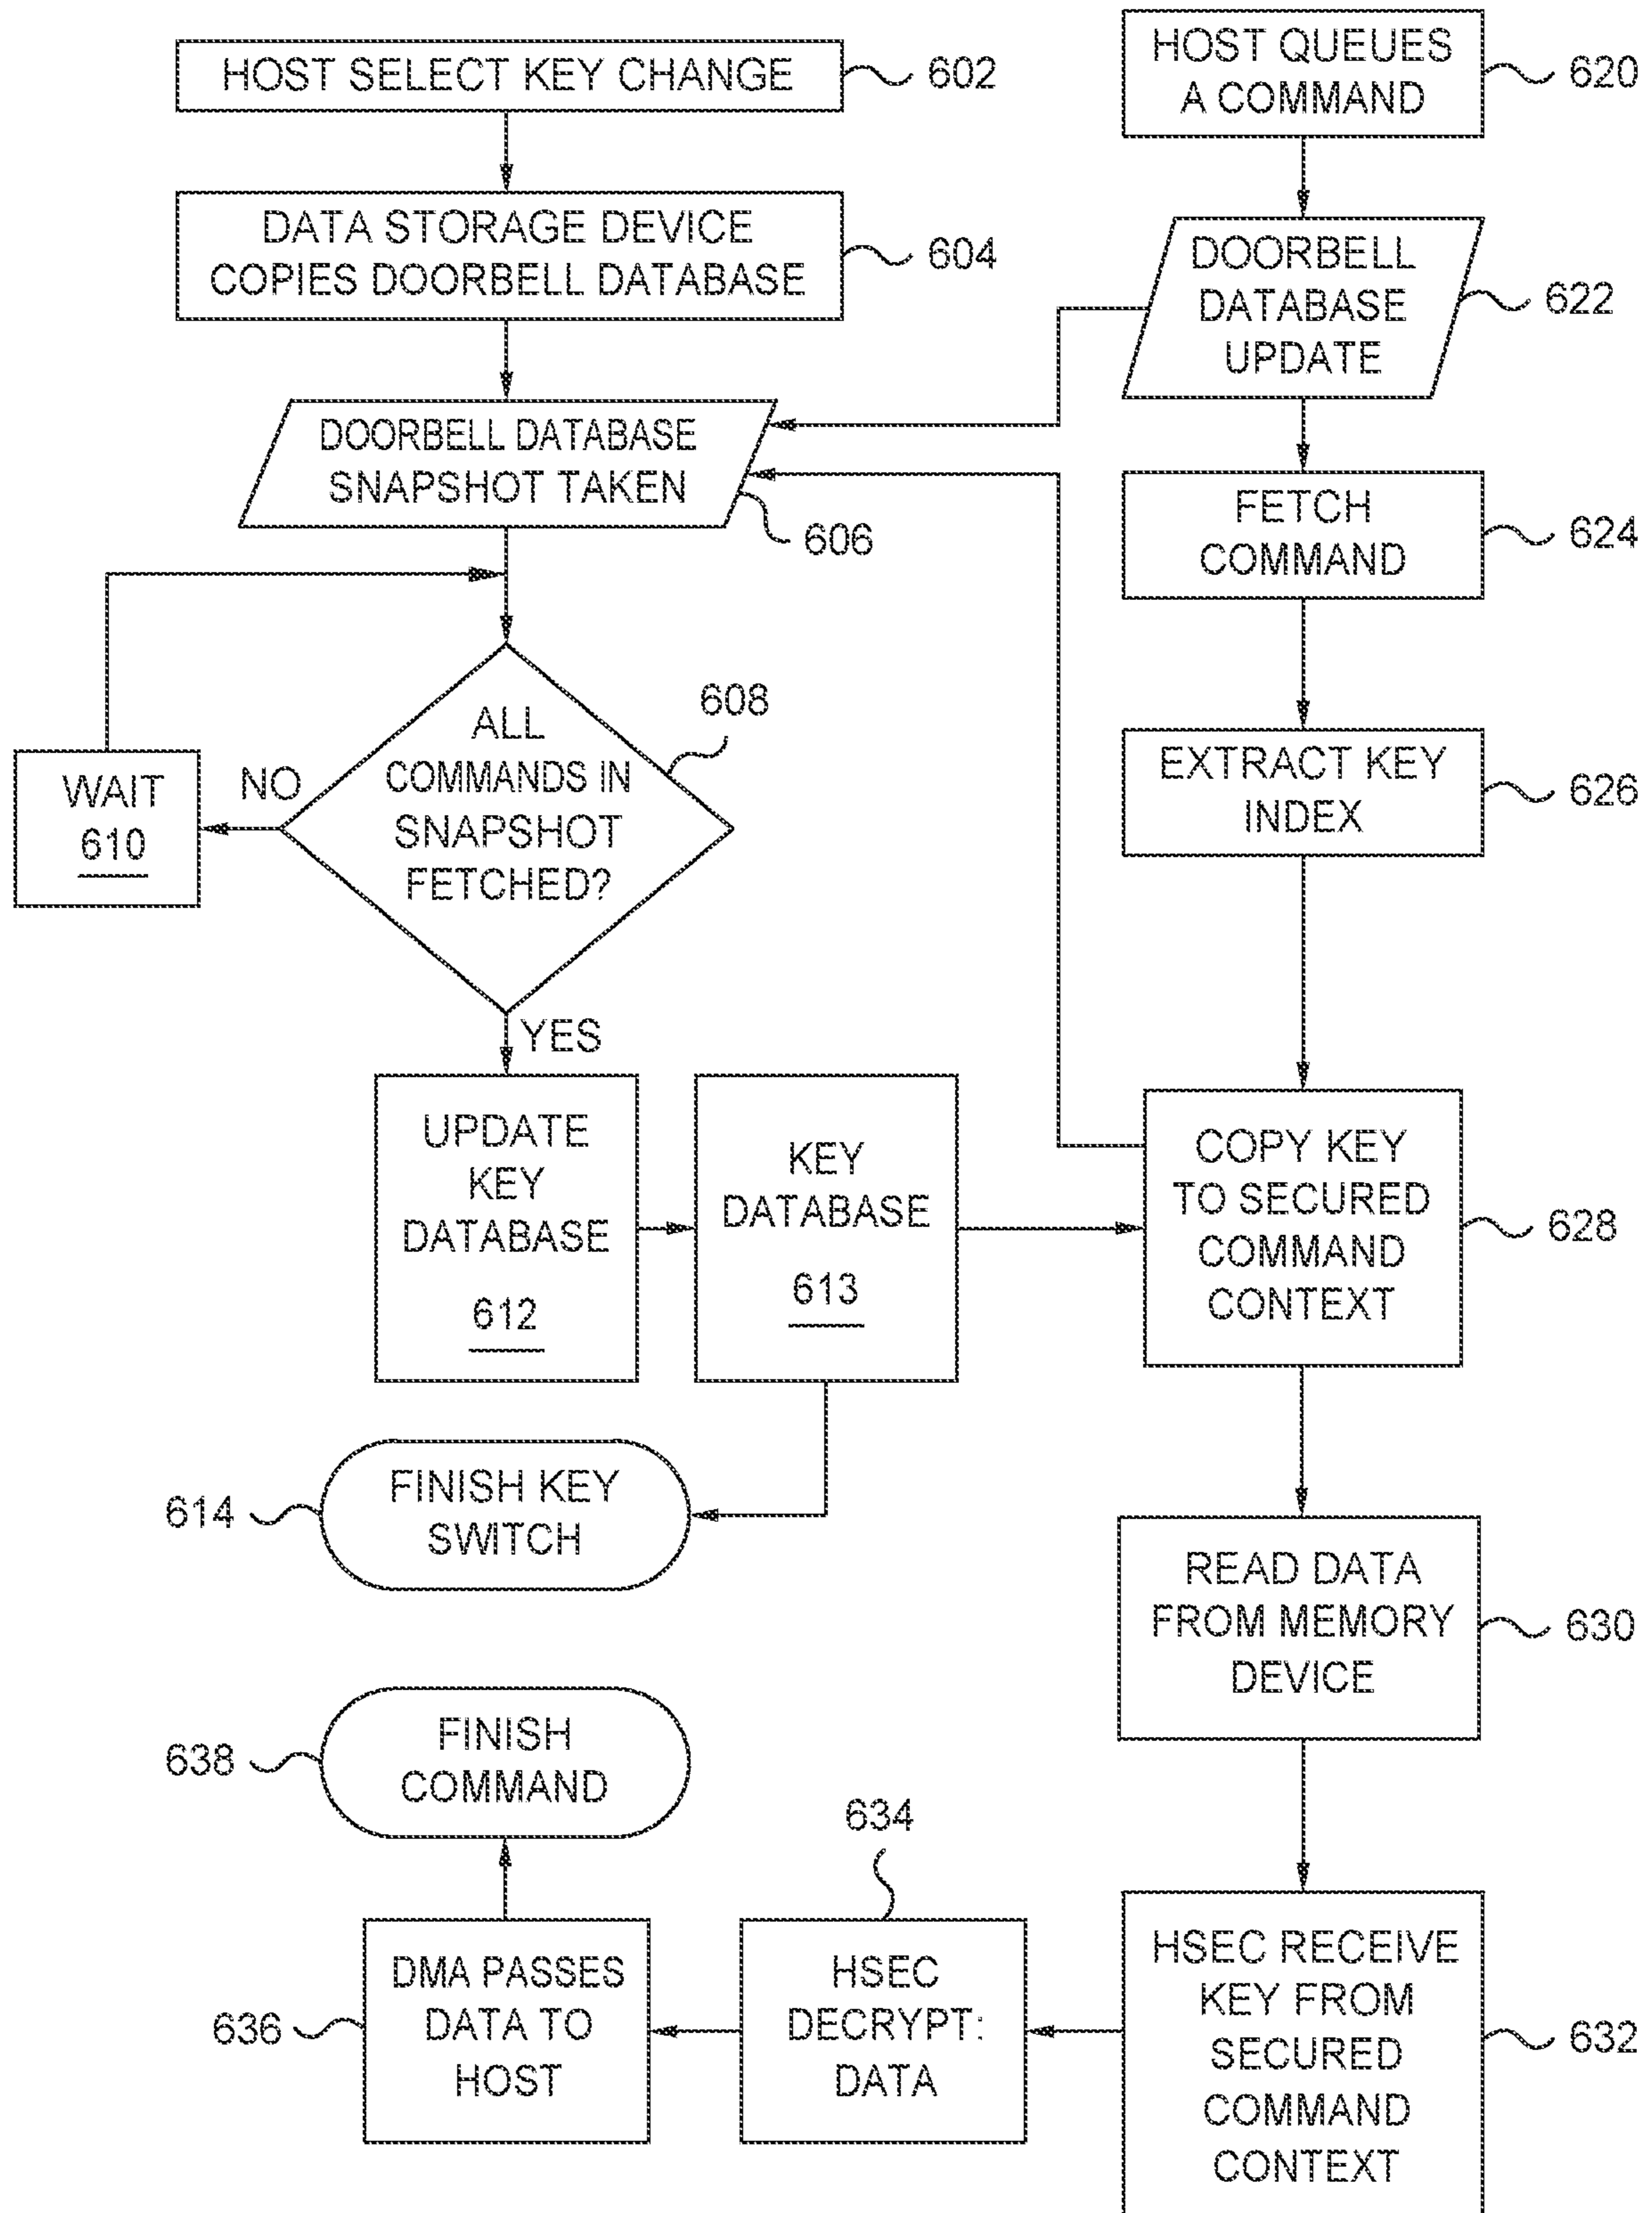 HOST SELECT KEY CHANGE
602
DATA STORAGE DEVICE
COPIES DOORBELL DATABASE
604
DOORBELL DATABASE
SNAPSHOT TAKEN
606
ALL
COMMANDS IN
SNAPSHOT
FETCHED?
608
NO
WAIT
610
YES
UPDATE
KEY
DATABASE
612
KEY
DATABASE
613
FINISH KEY
SWITCH
614
HOST QUEUES
A COMMAND
620
DOORBELL
DATABASE
UPDATE
622
FETCH
COMMAND
624
EXTRACT KEY
INDEX
626
COPY KEY
TO SECURED
COMMAND
CONTEXT
628
READ DATA
FROM MEMORY
DEVICE
630
HSEC RECEIVE
KEY FROM
SECURED
COMMAND
CONTEXT
632
634
HSEC
DECRYPT:
DATA
DMA PASSES
DATA TO
HOST
636
FINISH
COMMAND
638